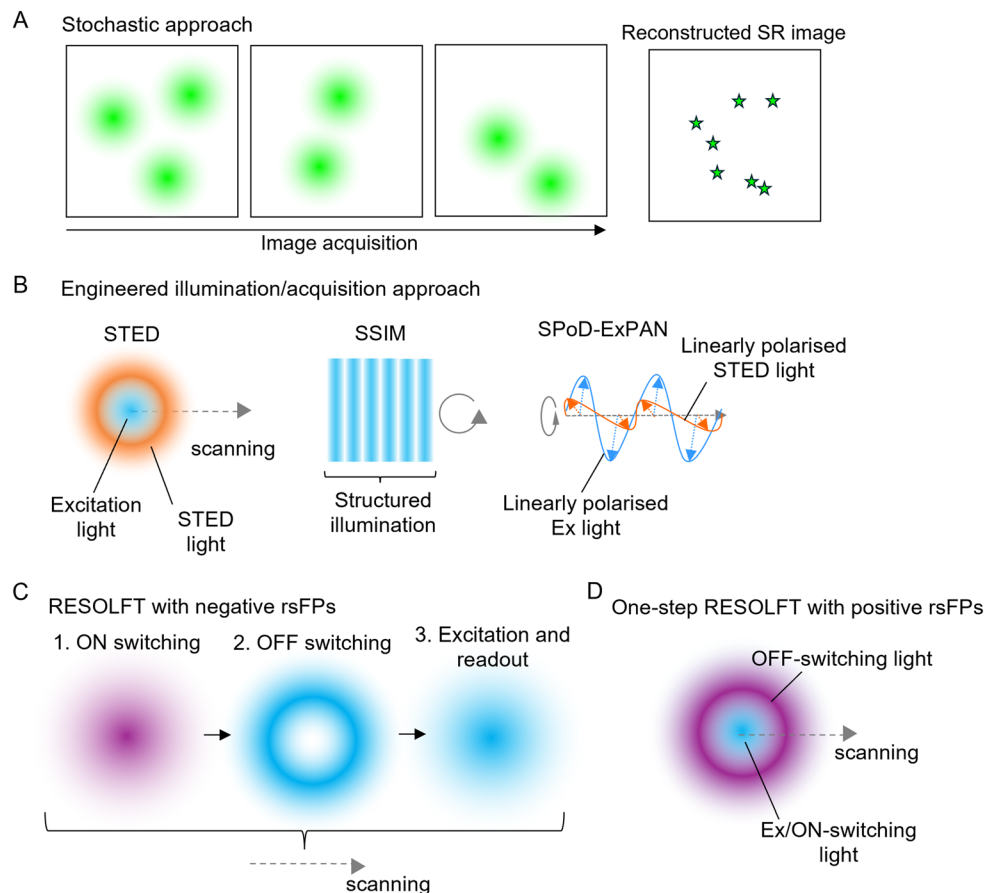 A
Stochastic approach
Reconstructed SR image
Image acquisition
B
Engineered illumination/acquisition approach
STED
scanning
Excitation
light
STED
light
SSIM
Structured
illumination
SPoD-ExPAN
Linearly polarised
STED light
Linearly polarised
Ex light
C
RESOLFT with negative rsFPs
1. ON switching
2. OFF switching
3. Excitation and
readout
scanning
D
One-step RESOLFT with positive rsFPs
OFF-switching light
scanning
Ex/ON-switching
light